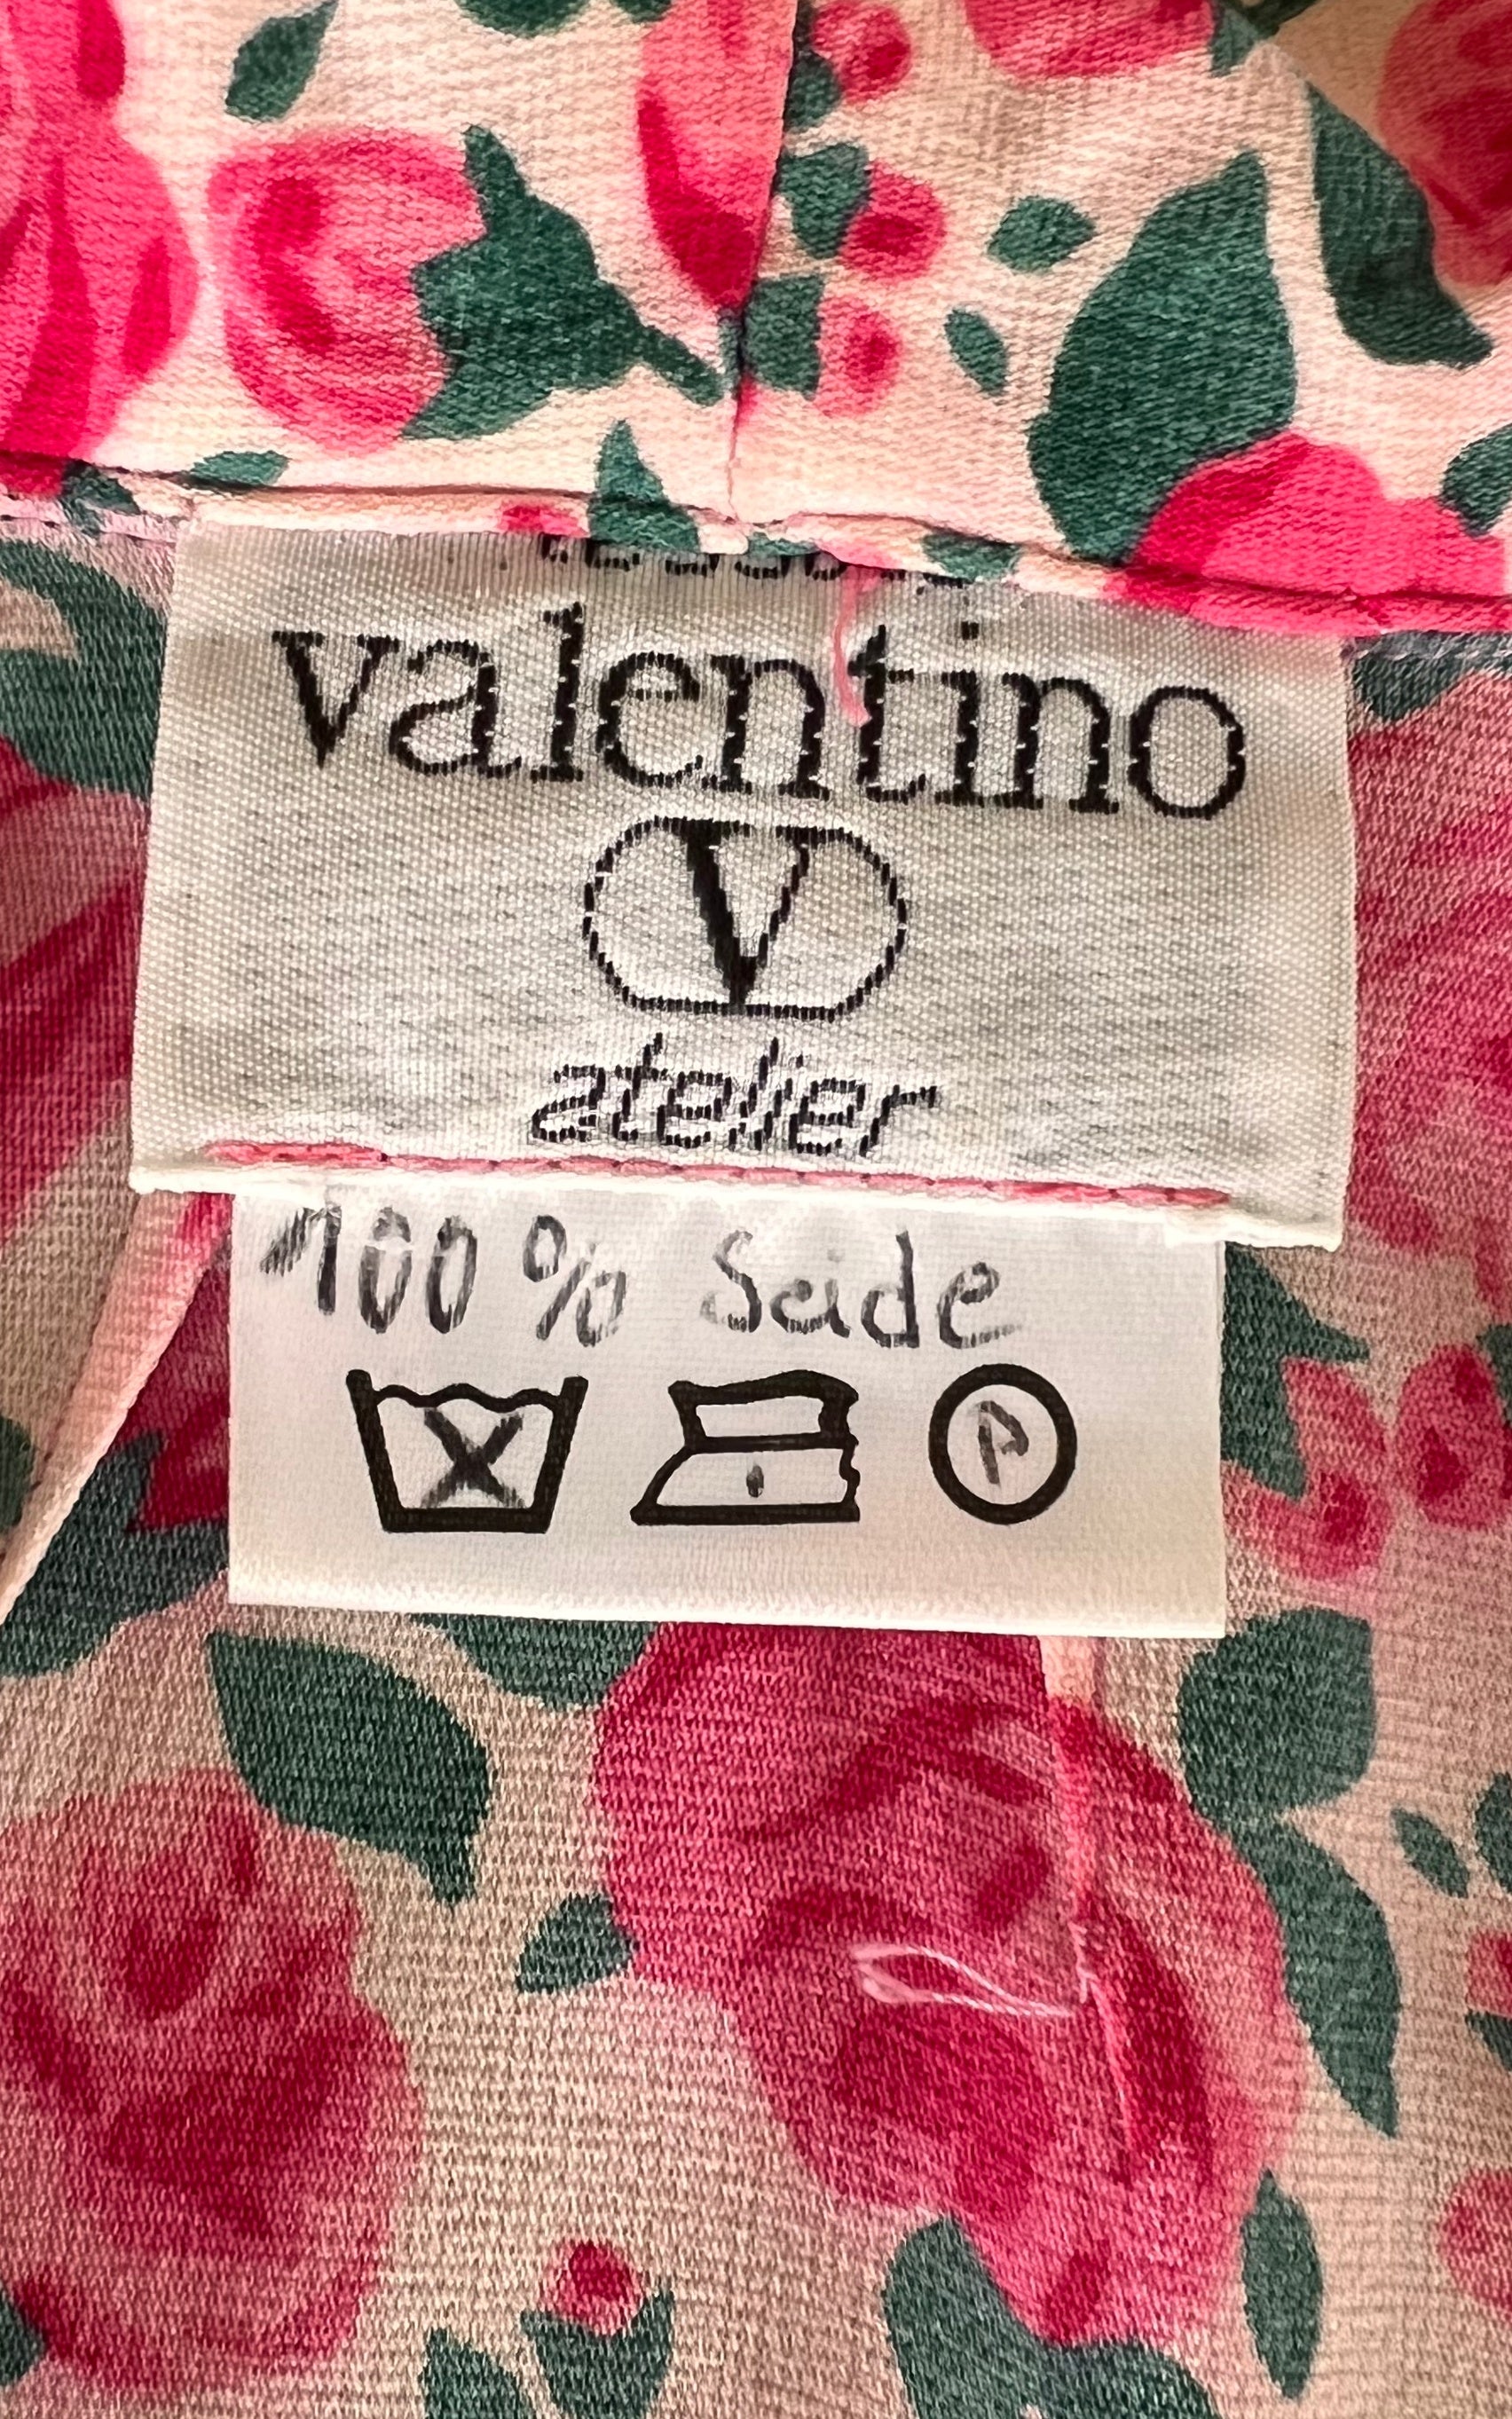 valentino
V
atelier
100% Seide
P